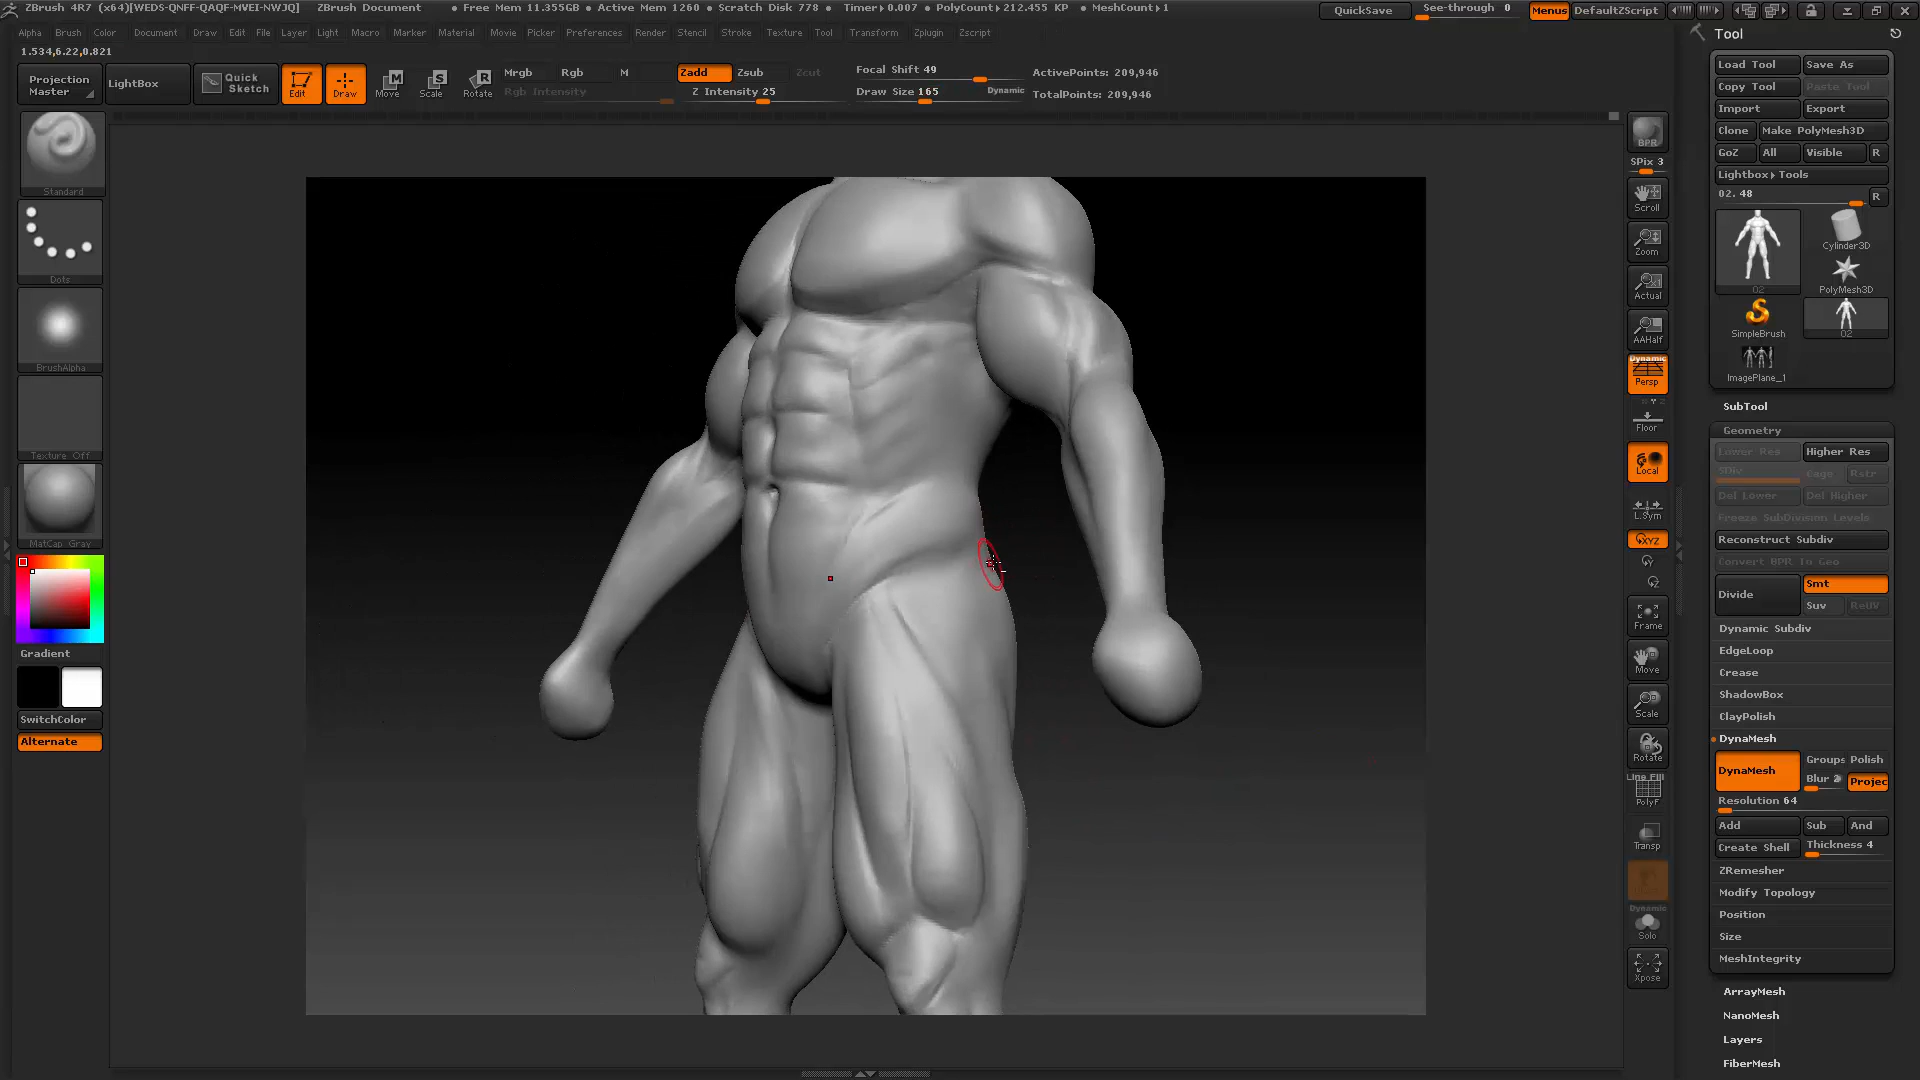 ZBrush 4R7 (x64)[WEDS-QNFF-QAQF-MVEI-NWJQ] ZBrush Document • Free Mem 11.355GB • Active Mem 1260 • Scratch Disk 778 • Timer▸0.007 • PolyCount▸212.455 KP • MeshCount▸1 QuickSave See-through 0 Menus DefaultZScript
Alpha Brush Color Document Draw Edit File Layer Light Macro Marker Material Movie Picker Preferences Render Stencil Stroke Texture Tool Transform Zplugin Zscript
1.534,6.22,0.821
Projection Master
LightBox
Quick Sketch
Edit
Draw
Move
Scale
Rotate
Mrgb Rgb M
Rgb Intensity
Zadd Zsub Zcut
Z Intensity 25
Focal Shift 49
Draw Size 165 Dynamic
ActivePoints: 209,946
TotalPoints: 209,946
Standard
Dots
BrushAlpha
Texture Off
MatCap Gray
Gradient
SwitchColor
Alternate
BPR
SPix 3
Scroll
Zoom
Actual
AAHalf
Dynamic
Persp
Floor
Local
L.Sym
XYZ
Y
Z
Frame
Move
Scale
Rotate
Line Fill
PolyF
Transp
Dynamic
Solo
Xpose
Tool
Load Tool Save As
Copy Tool Paste Tool
Import Export
Clone Make PolyMesh3D
GoZ All Visible R
Lightbox▸Tools
02. 48 R
02
Cylinder3D
PolyMesh3D
SimpleBrush
02
ImagePlane_1
SubTool
Geometry
Lower Res Higher Res
SDiv Cage Rstr
Del Lower Del Higher
Freeze SubDivision Levels
Reconstruct Subdiv
Convert BPR To Geo
Divide
Smt
Suv ReUV
Dynamic Subdiv
EdgeLoop
Crease
ShadowBox
ClayPolish
DynaMesh
DynaMesh
Groups Polish
Blur 2 Projec
Resolution 64
Add Sub And
Create Shell Thickness 4
ZRemesher
Modify Topology
Position
Size
MeshIntegrity
ArrayMesh
NanoMesh
Layers
FiberMesh